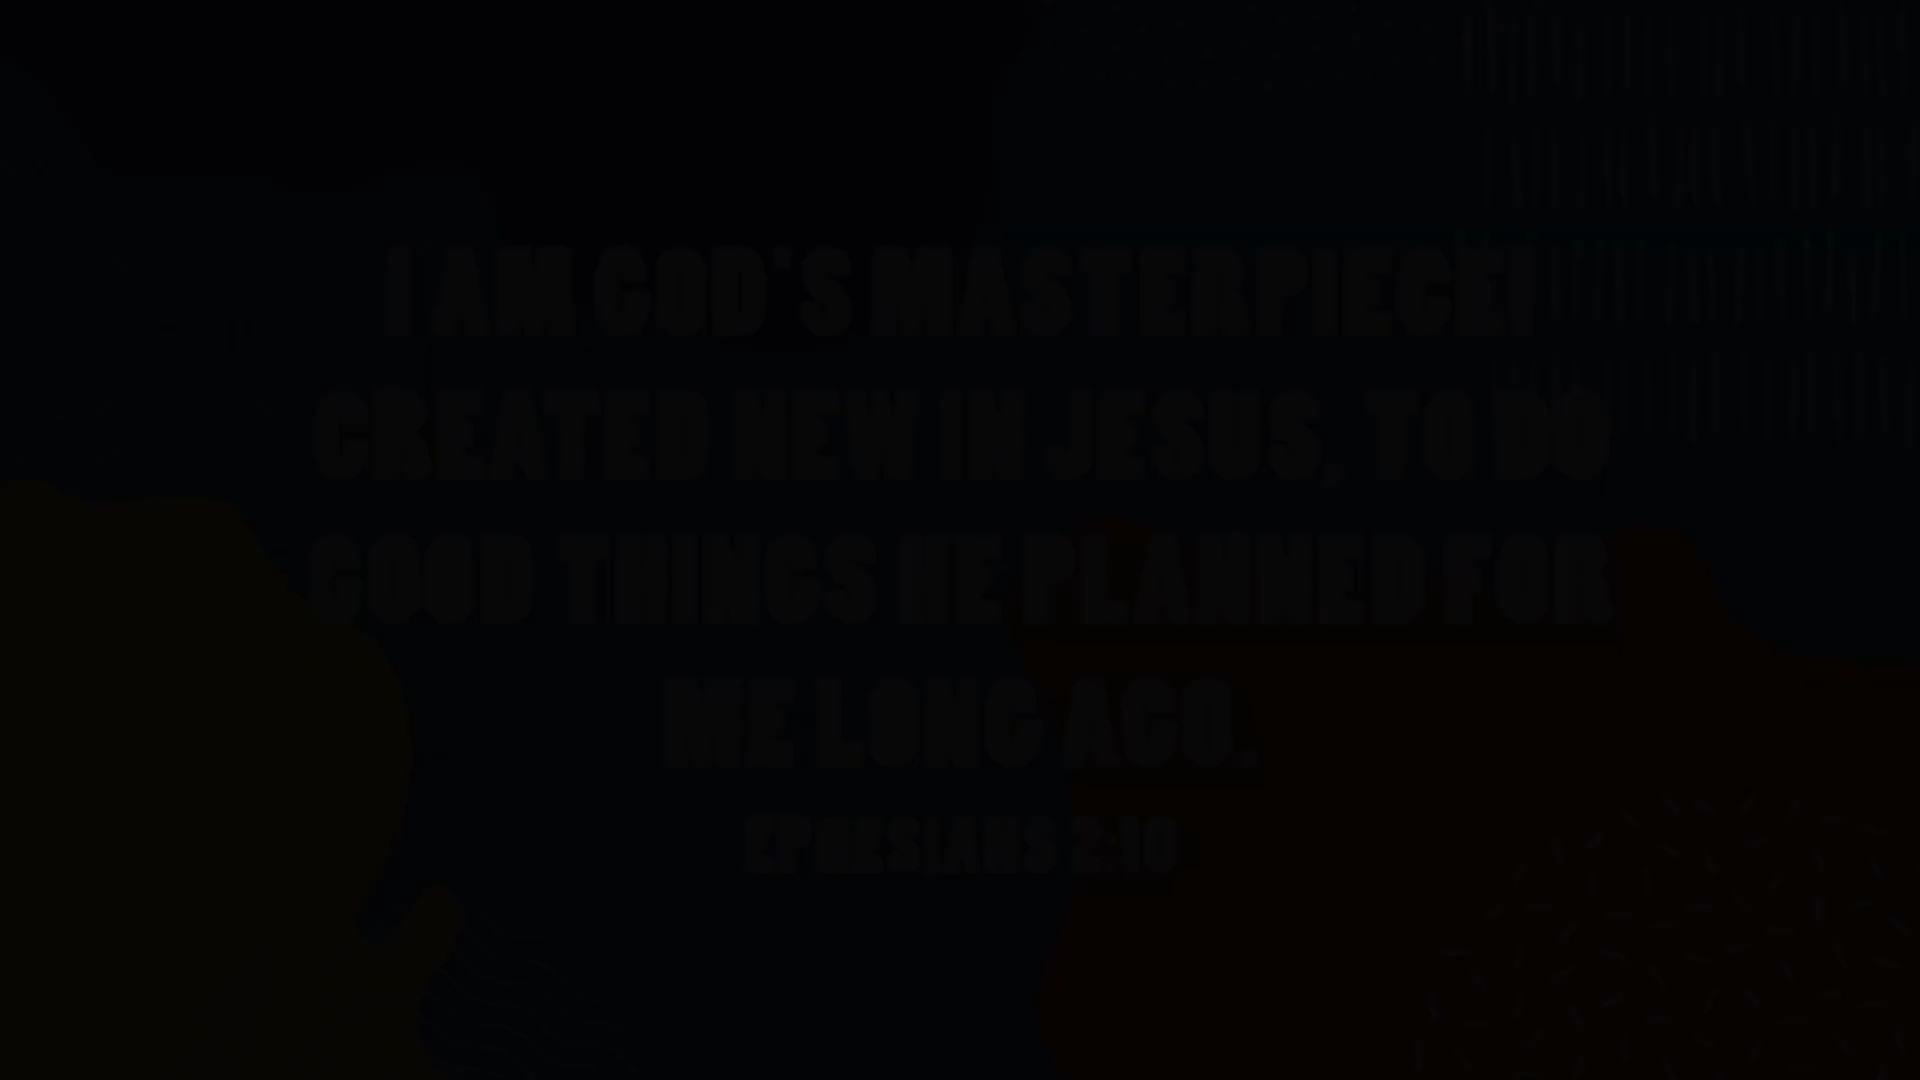 I AM GOD'S MASTERPIECE!
CREATED NEW IN JESUS, TO DO
GOOD THINGS HE PLANNED FOR
ME LONG AGO.
EPHESIANS 2:10